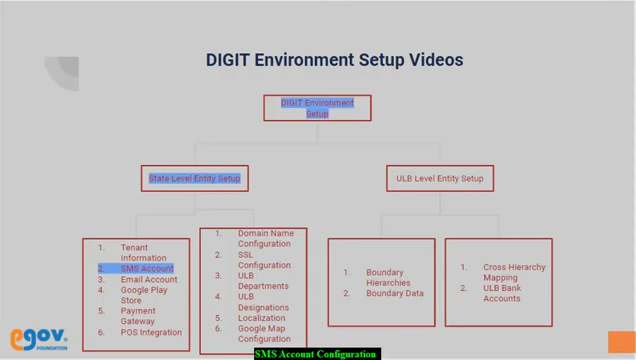 DIGIT Environment Setup Videos
DIGIT Environment
Setup
State Level Entity Setup
ULB Level Entity Setup
1. Tenant
Information
2. SMS Account
3. Email Account
4. Google Play
Store
5. Payment
Gateway
6. POS Integration
1. Domain Name
Configuration
2. SSL
Configuration
3. ULB
Departments
4. ULB
Designations
5. Localization
6. Google Map
Configuration
1. Boundary
Hierarchies
2. Boundary Data
1. Cross Hierarchy
Mapping
2. ULB Bank
Accounts
egov.
FOUNDATION
SMS Account Configuration